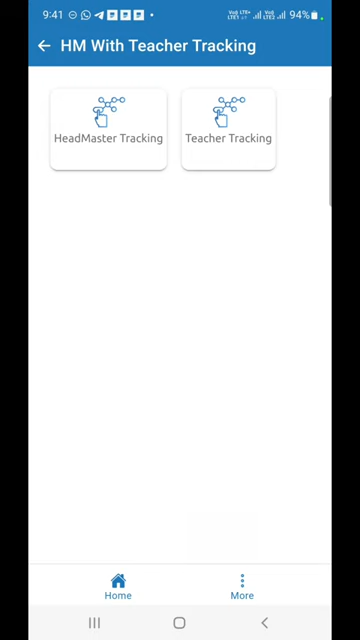 9:41
94%
HM With Teacher Tracking
HeadMaster Tracking
Teacher Tracking
Home
More